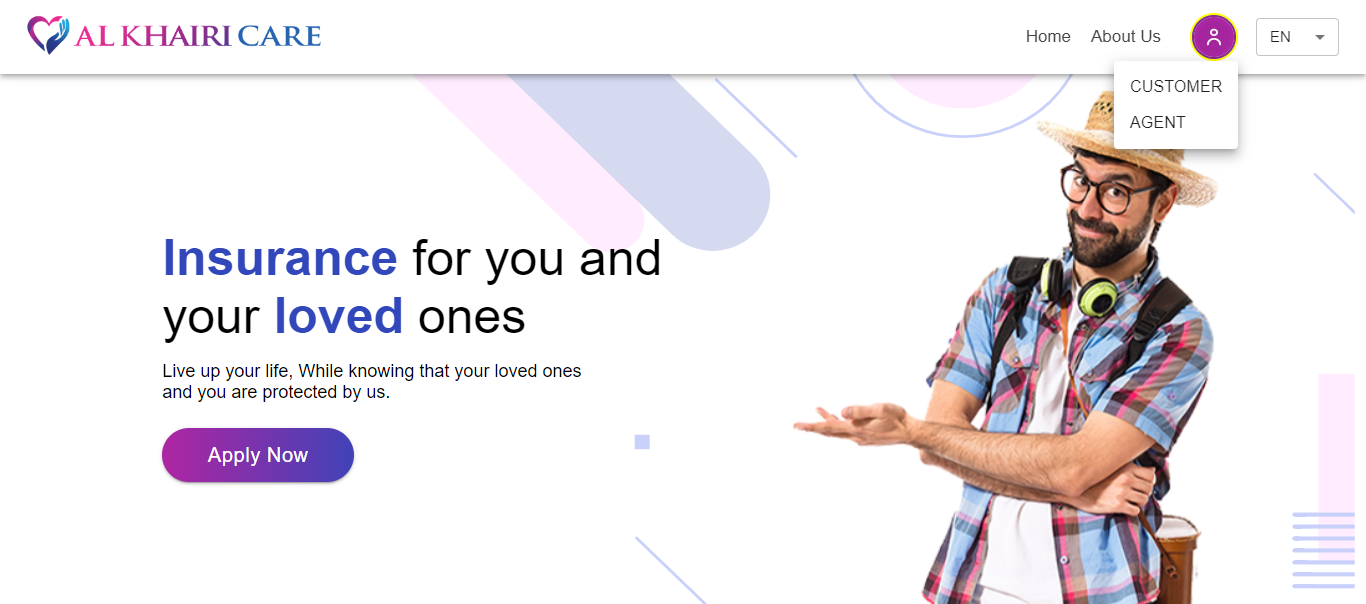 AL KHAIRI CARE
Home
About Us
EN
CUSTOMER
AGENT
Insurance for you and
your loved ones
Live up your life, While knowing that your loved ones
and you are protected by us.
Apply Now